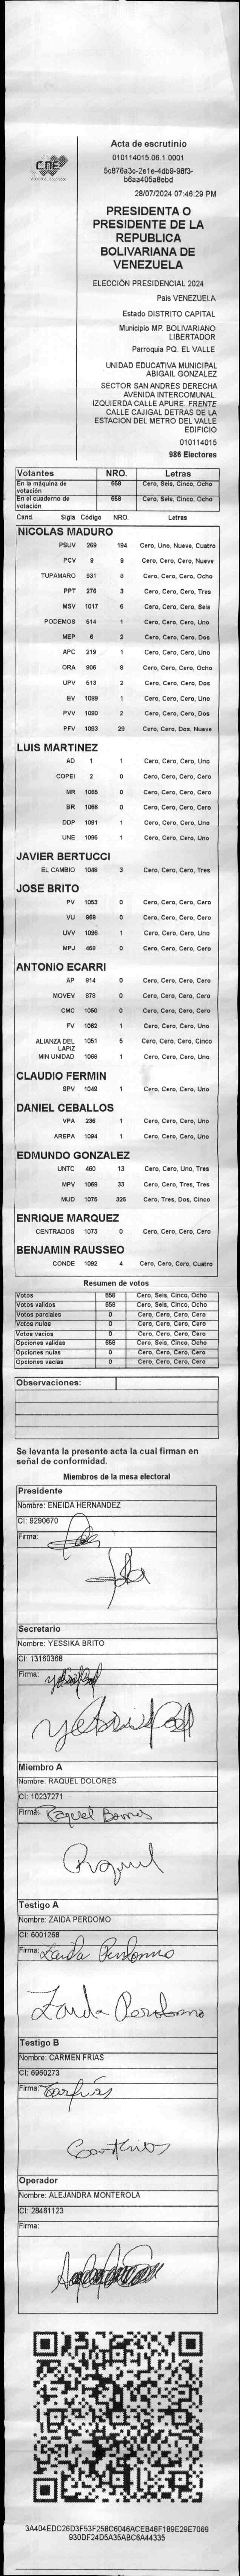 CNE
Acta de escrutinio
010114015.06.1.0001
5c876a3c-2e1e-4db9-98f3-
b6aa405a8ebd
28/07/2024 07:46:29 PM
PRESIDENTA O
PRESIDENTE DE LA
REPUBLICA
BOLIVARIANA DE
VENEZUELA
ELECCIÓN PRESIDENCIAL 2024
Pais VENEZUELA
Estado DISTRITO CAPITAL
Municipio MP. BOLIVARIANO
LIBERTADOR
Parroquia PQ. EL VALLE
UNIDAD EDUCATIVA MUNICIPAL
ABIGAIL GONZALEZ
SECTOR SAN ANDRES DERECHA
AVENIDA INTERCOMUNAL.
IZQUIERDA CALLE APURE. FRENTE
CALLE CAJIGAL DETRAS DE LA
ESTACION DEL METRO DEL VALLE
EDIFICIO
010114015
986 Electores
Votantes NRO. Letras
En la máquina de votación 658 Cero, Seis, Cinco, Ocho
En el cuaderno de votación 658 Cero, Seis, Cinco, Ocho
Cand. Sigla Código NRO. Letras
NICOLAS MADURO
PSUV 269 194 Cero, Uno, Nueve, Cuatro
PCV 9 9 Cero, Cero, Cero, Nueve
TUPAMARO 931 8 Cero, Cero, Cero, Ocho
PPT 276 3 Cero, Cero, Cero, Tres
MSV 1017 6 Cero, Cero, Cero, Seis
PODEMOS 514 1 Cero, Cero, Cero, Uno
MEP 6 2 Cero, Cero, Cero, Dos
APC 219 1 Cero, Cero, Cero, Uno
ORA 906 8 Cero, Cero, Cero, Ocho
UPV 513 2 Cero, Cero, Cero, Dos
EV 1089 1 Cero, Cero, Cero, Uno
PVV 1090 2 Cero, Cero, Cero, Dos
PFV 1093 29 Cero, Cero, Dos, Nueve
LUIS MARTINEZ
AD 1 1 Cero, Cero, Cero, Uno
COPEI 2 0 Cero, Cero, Cero, Cero
MR 1065 0 Cero, Cero, Cero, Cero
BR 1066 0 Cero, Cero, Cero, Cero
DDP 1091 1 Cero, Cero, Cero, Uno
UNE 1095 1 Cero, Cero, Cero, Uno
JAVIER BERTUCCI
EL CAMBIO 1048 3 Cero, Cero, Cero, Tres
JOSE BRITO
PV 1053 0 Cero, Cero, Cero, Cero
VU 968 0 Cero, Cero, Cero, Cero
UVV 1096 1 Cero, Cero, Cero, Uno
MPJ 458 0 Cero, Cero, Cero, Cero
ANTONIO ECARRI
AP 814 0 Cero, Cero, Cero, Cero
MOVEV 878 0 Cero, Cero, Cero, Cero
CMC 1050 0 Cero, Cero, Cero, Cero
FV 1062 1 Cero, Cero, Cero, Uno
ALIANZA DEL LAPIZ 1051 5 Cero, Cero, Cero, Cinco
MIN UNIDAD 1068 1 Cero, Cero, Cero, Uno
CLAUDIO FERMIN
SPV 1049 1 Cero, Cero, Cero, Uno
DANIEL CEBALLOS
VPA 236 1 Cero, Cero, Cero, Uno
AREPA 1094 1 Cero, Cero, Cero, Uno
EDMUNDO GONZALEZ
UNTC 460 13 Cero, Cero, Uno, Tres
MPV 1069 33 Cero, Cero, Tres, Tres
MUD 1075 325 Cero, Tres, Dos, Cinco
ENRIQUE MARQUEZ
CENTRADOS 1073 0 Cero, Cero, Cero, Cero
BENJAMIN RAUSSEO
CONDE 1092 4 Cero, Cero, Cero, Cuatro
Resumen de votos
Votos 658 Cero, Seis, Cinco, Ocho
Votos validos 658 Cero, Seis, Cinco, Ocho
Votos parciales 0 Cero, Cero, Cero, Cero
Votos nulos 0 Cero, Cero, Cero, Cero
Votos vacios 0 Cero, Cero, Cero, Cero
Opciones validas 658 Cero, Seis, Cinco, Ocho
Opciones nulas 0 Cero, Cero, Cero, Cero
Opciones vacias 0 Cero, Cero, Cero, Cero
Observaciones:
Se levanta la presente acta la cual firman en
señal de conformidad.
Miembros de la mesa electoral
Presidente
Nombre: ENEIDA HERNANDEZ
CI: 9290670
Firma:
Secretario
Nombre: YESSIKA BRITO
CI: 13160368
Firma:
Miembro A
Nombre: RAQUEL DOLORES
CI: 10237271
Firma: Raquel
Raquel
Testigo A
Nombre: ZAIDA PERDOMO
CI: 6001268
Firma: Zaida Perdomo
Zaida Perdomo
Testigo B
Nombre: CARMEN FRIAS
CI: 6960273
Firma:
Operador
Nombre: ALEJANDRA MONTEROLA
CI: 28461123
Firma:
3A404EDC26D3F53F258C6046ACEB48F189E29E7069
930DF24D5A35ABC6A44335